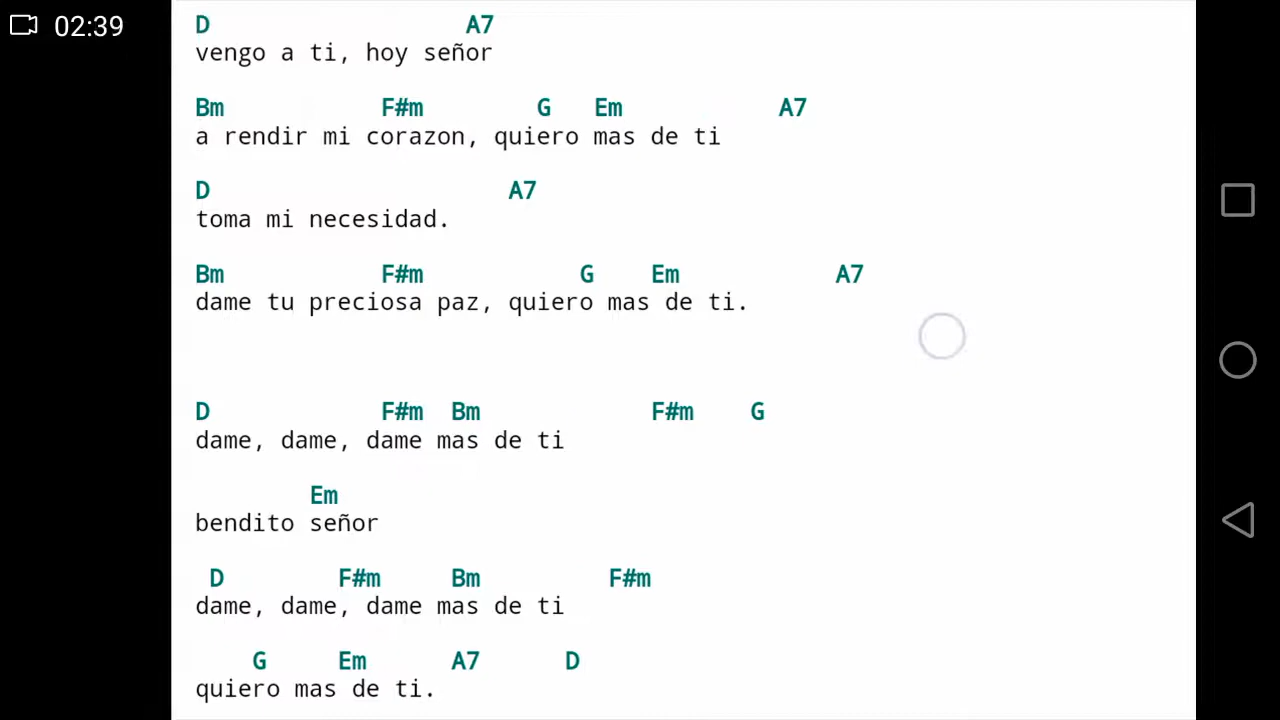 02:39
D A7
vengo a ti, hoy señor
Bm F#m G Em A7
a rendir mi corazon, quiero mas de ti
D A7
toma mi necesidad.
Bm F#m G Em A7
dame tu preciosa paz, quiero mas de ti.
D F#m Bm F#m G
dame, dame, dame mas de ti
Em
bendito señor
D F#m Bm F#m
dame, dame, dame mas de ti
G Em A7 D
quiero mas de ti.